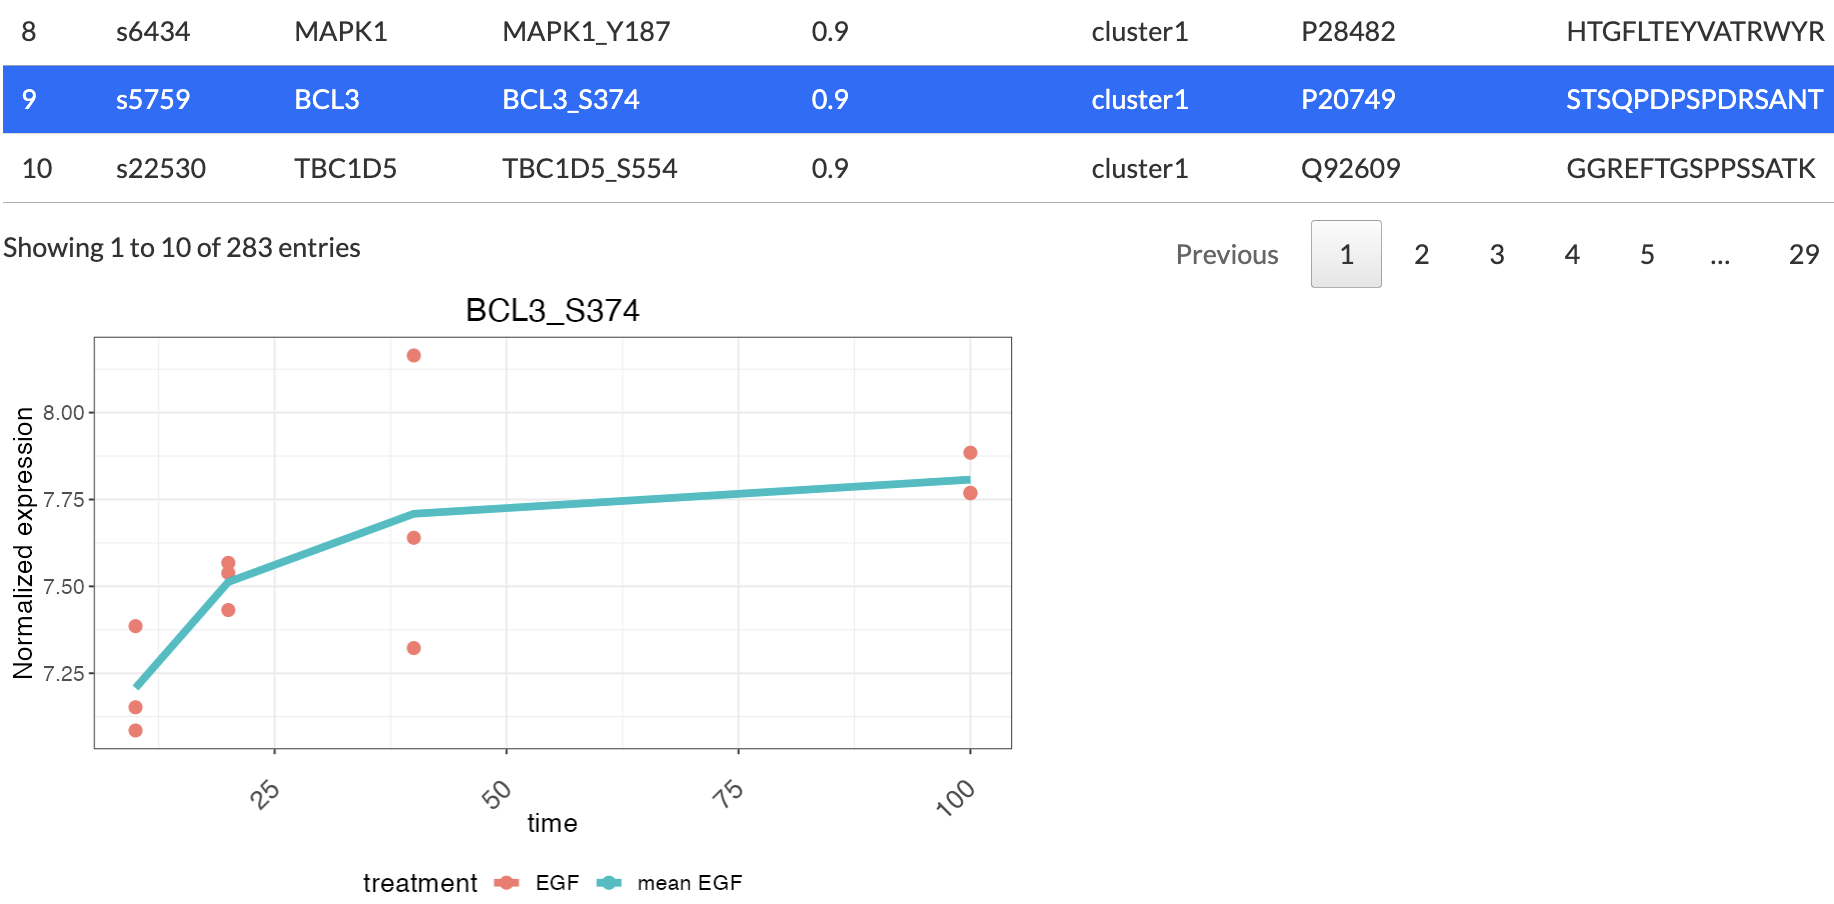 8 s6434 MAPK1 MAPK1_Y187 0.9 cluster1 P28482 HTGFLTEYVATRWYR
9 s5759 BCL3 BCL3_S374 0.9 cluster1 P20749 STSQPDPSPDRSANT
10 s22530 TBC1D5 TBC1D5_S554 0.9 cluster1 Q92609 GGREFTGSPPSSATK
Showing 1 to 10 of 283 entries
Previous 1 2 3 4 5 ... 29
BCL3_S374
Normalized expression
8.00
7.75
7.50
7.25
25 50 75 100
time
treatment EGF mean EGF